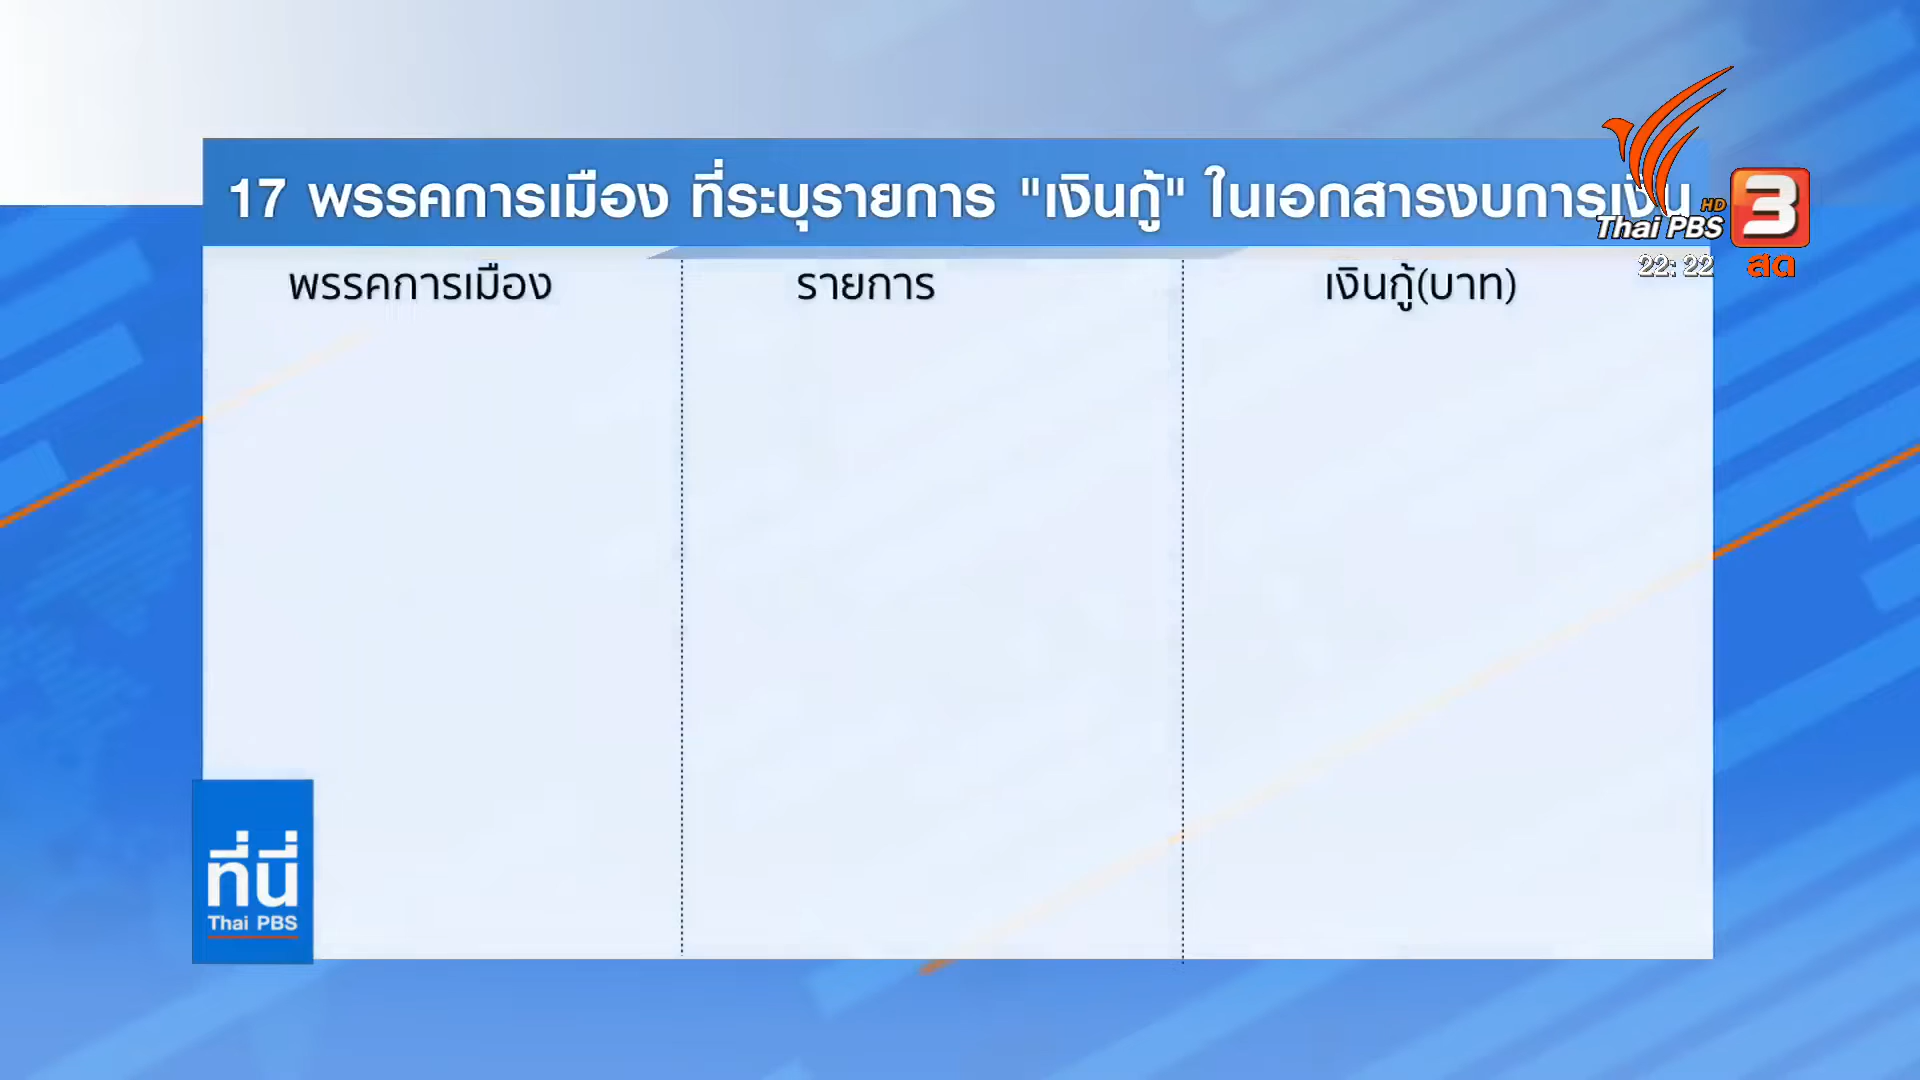 17 พรรคการเมือง ที่ระบุรายการ "เงินกู้" ในเอกสารงบการเงิน
HD
Thai PBS
3
22:22 สด
พรรคการเมือง รายการ เงินกู้(บาท)
ที่นี่
Thai PBS